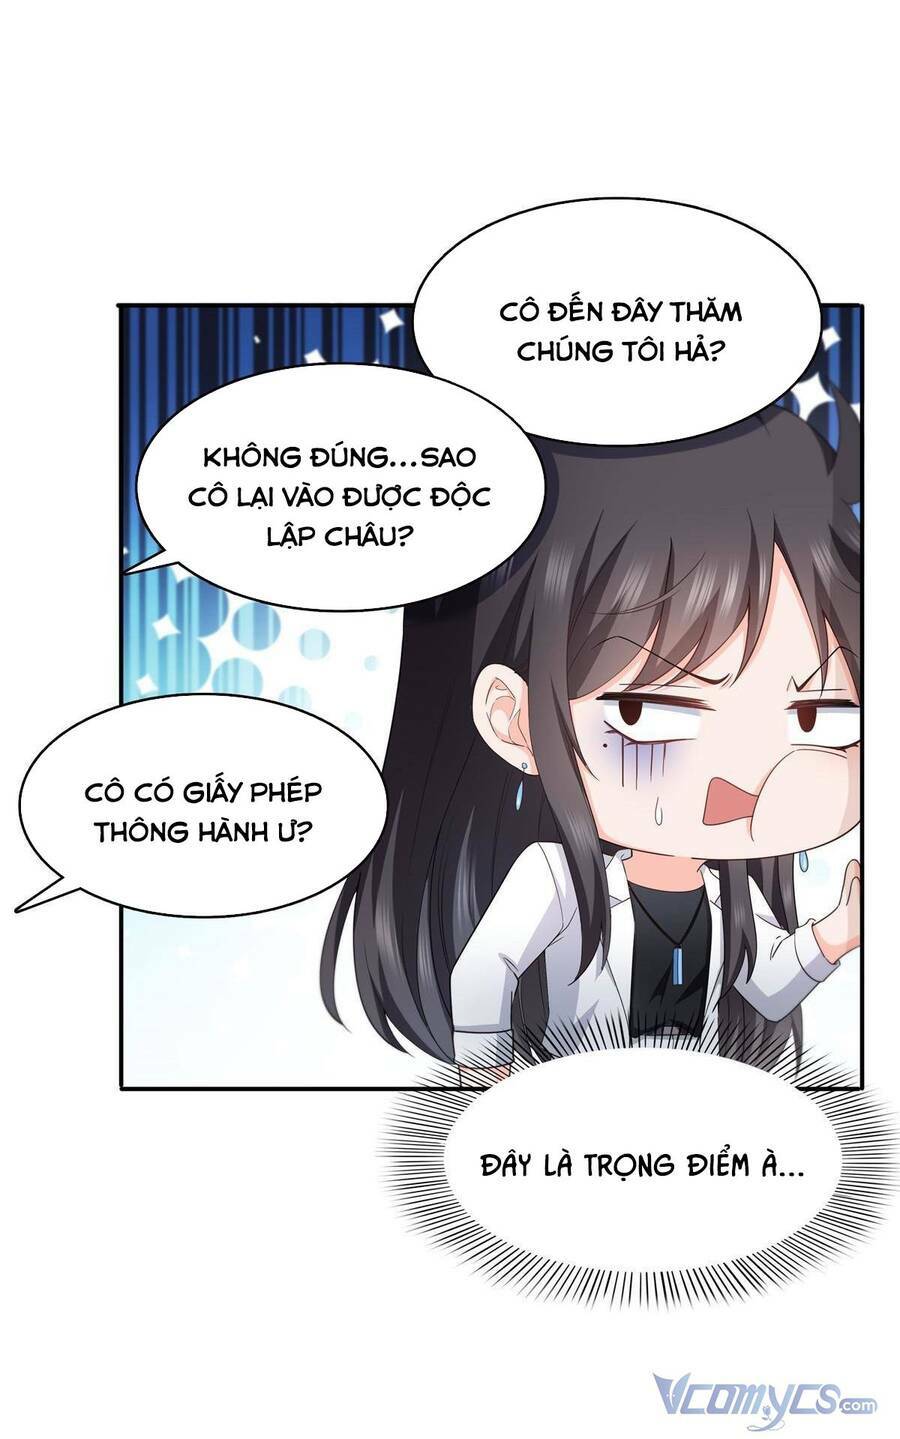 CÔ ĐẾN ĐÂY THĂM
CHÚNG TÔI HẢ?
KHÔNG ĐÚNG...SAO
CÔ LẠI VÀO ĐƯỢC ĐỘC
LẬP CHÂU?
CÔ CÓ GIẤY PHÉP
THÔNG HÀNH Ư?
ĐÂY LÀ TRỌNG ĐIỂM À...
VCOMYCS.com